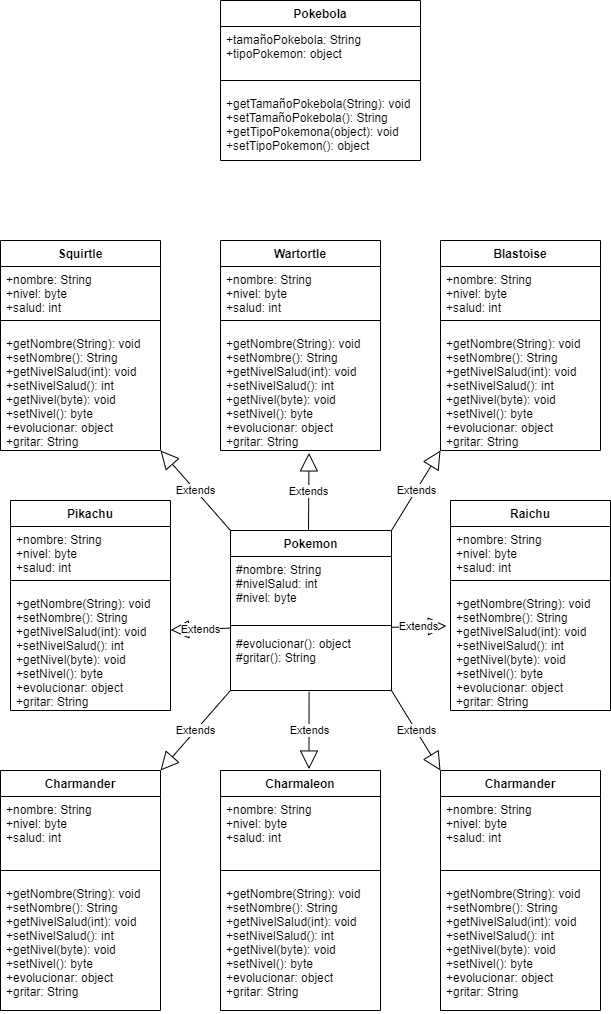 Pokebola
+tamañoPokebola: String
+tipoPokemon: object
+getTamañoPokebola(String): void
+setTamañoPokebola(): String
+getTipoPokemona(object): void
+setTipoPokemon(): object
Squirtle
+nombre: String
+nivel: byte
+salud: int
+getNombre(String): void
+setNombre(): String
+getNivelSalud(int): void
+setNivelSalud(): int
+getNivel(byte): void
+setNivel(): byte
+evolucionar: object
+gritar: String
Wartortle
+nombre: String
+nivel: byte
+salud: int
+getNombre(String): void
+setNombre(): String
+getNivelSalud(int): void
+setNivelSalud(): int
+getNivel(byte): void
+setNivel(): byte
+evolucionar: object
+gritar: String
Blastoise
+nombre: String
+nivel: byte
+salud: int
+getNombre(String): void
+setNombre(): String
+getNivelSalud(int): void
+setNivelSalud(): int
+getNivel(byte): void
+setNivel(): byte
+evolucionar: object
+gritar: String
Extends
Extends
Extends
Pikachu
+nombre: String
+nivel: byte
+salud: int
+getNombre(String): void
+setNombre(): String
+getNivelSalud(int): void
+setNivelSalud(): int
+getNivel(byte): void
+setNivel(): byte
+evolucionar: object
+gritar: String
Extends
Pokemon
#nombre: String
#nivelSalud: int
#nivel: byte
#evolucionar(): object
#gritar(): String
Extends
Raichu
+nombre: String
+nivel: byte
+salud: int
+getNombre(String): void
+setNombre(): String
+getNivelSalud(int): void
+setNivelSalud(): int
+getNivel(byte): void
+setNivel(): byte
+evolucionar: object
+gritar: String
Extends
Extends
Extends
Charmander
+nombre: String
+nivel: byte
+salud: int
+getNombre(String): void
+setNombre(): String
+getNivelSalud(int): void
+setNivelSalud(): int
+getNivel(byte): void
+setNivel(): byte
+evolucionar: object
+gritar: String
Charmaleon
+nombre: String
+nivel: byte
+salud: int
+getNombre(String): void
+setNombre(): String
+getNivelSalud(int): void
+setNivelSalud(): int
+getNivel(byte): void
+setNivel(): byte
+evolucionar: object
+gritar: String
Charmander
+nombre: String
+nivel: byte
+salud: int
+getNombre(String): void
+setNombre(): String
+getNivelSalud(int): void
+setNivelSalud(): int
+getNivel(byte): void
+setNivel(): byte
+evolucionar: object
+gritar: String